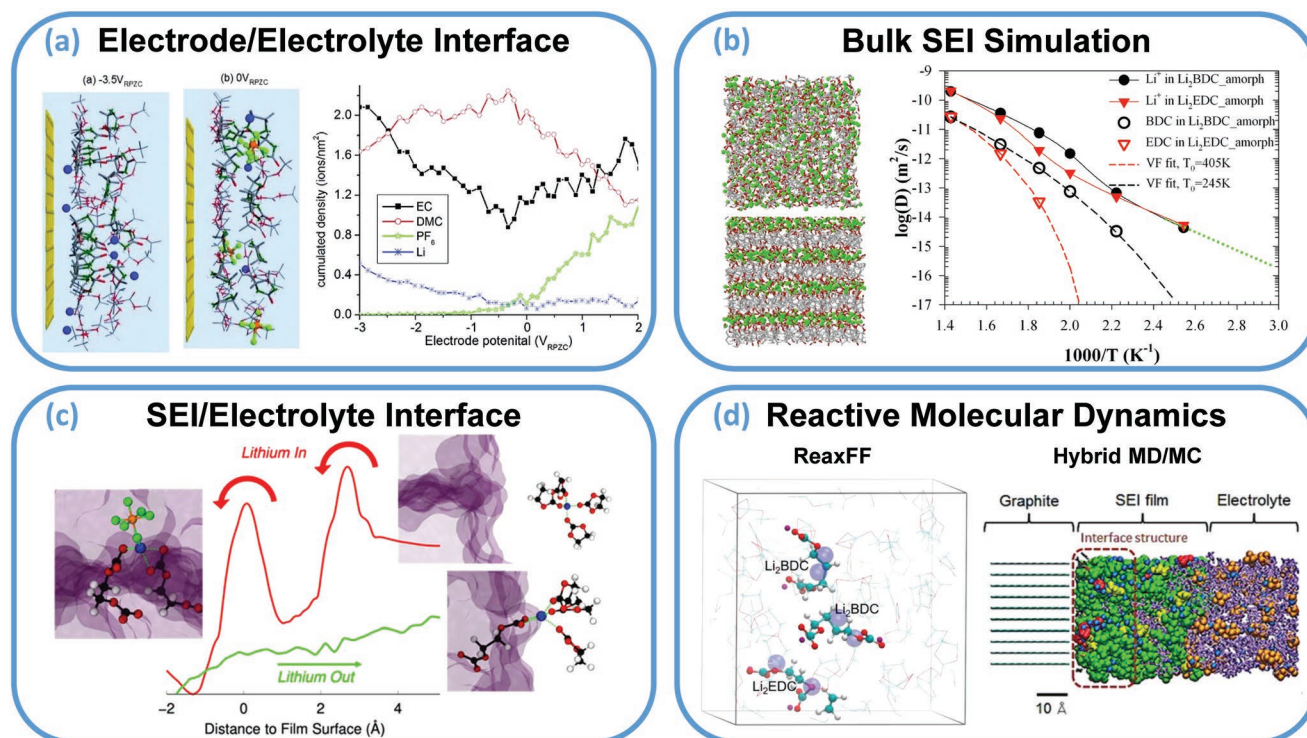 (a) Electrode/Electrolyte Interface
(a) -3.5V_RPZC
(b) 0V_RPZC
cumulated density (ions/nm²)
2.4
2.0
1.6
1.2
0.8
0.4
0.0
EC
DMC
PF₆
Li
-3 -2 -1 0 1 2
Electrode potenital (V_RPZC)
(b) Bulk SEI Simulation
log(D) (m²/s)
-9
-10
-11
-12
-13
-14
-15
-16
-17
Li⁺ in Li₂BDC_amorph
Li⁺ in Li₂EDC_amorph
BDC in Li₂BDC_amorph
EDC in Li₂EDC_amorph
VF fit, T₀=405K
VF fit, T₀=245K
1.4 1.6 1.8 2.0 2.2 2.4 2.6 2.8 3.0
1000/T (K⁻¹)
(c) SEI/Electrolyte Interface
Lithium In
Lithium Out
-2 0 2 4
Distance to Film Surface (Å)
(d) Reactive Molecular Dynamics
ReaxFF
Li₂BDC
Li₂BDC
Li₂EDC
Hybrid MD/MC
Graphite SEI film Electrolyte
Interface structure
10 Å